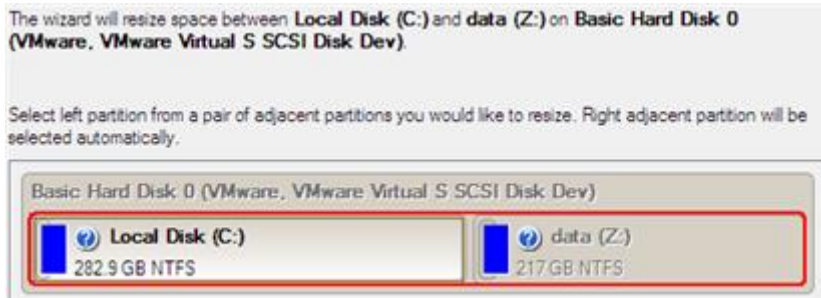 The wizard will resize space between Local Disk (C:) and data (Z:) on Basic Hard Disk 0
(VMware, VMware Virtual S SCSI Disk Dev).
Select left partition from a pair of adjacent partitions you would like to resize. Right adjacent partition will be
selected automatically.
Basic Hard Disk 0 (VMware, VMware Virtual S SCSI Disk Dev)
Local Disk (C:)
282.9 GB NTFS
data (Z:)
217 GB NTFS